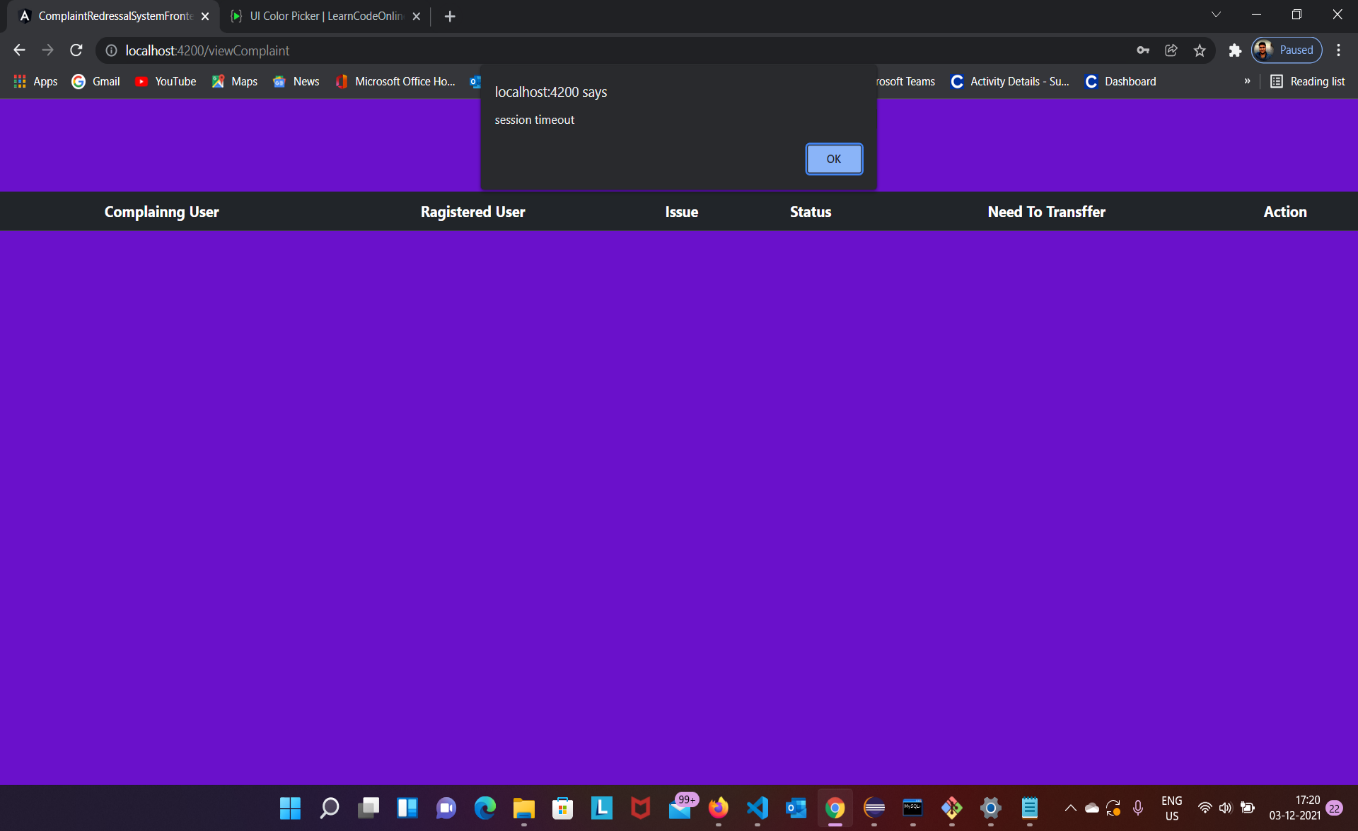 ComplaintRedressalSystemFronte
UI Color Picker | LearnCodeOnlin
localhost:4200/viewComplaint
Paused
Apps
Gmail
YouTube
Maps
News
Microsoft Office Ho...
rosoft Teams
Activity Details - Su...
Dashboard
»
Reading list
localhost:4200 says
session timeout
OK
Complainng User
Ragistered User
Issue
Status
Need To Transffer
Action
99+
ENG
US
17:20
03-12-2021
22